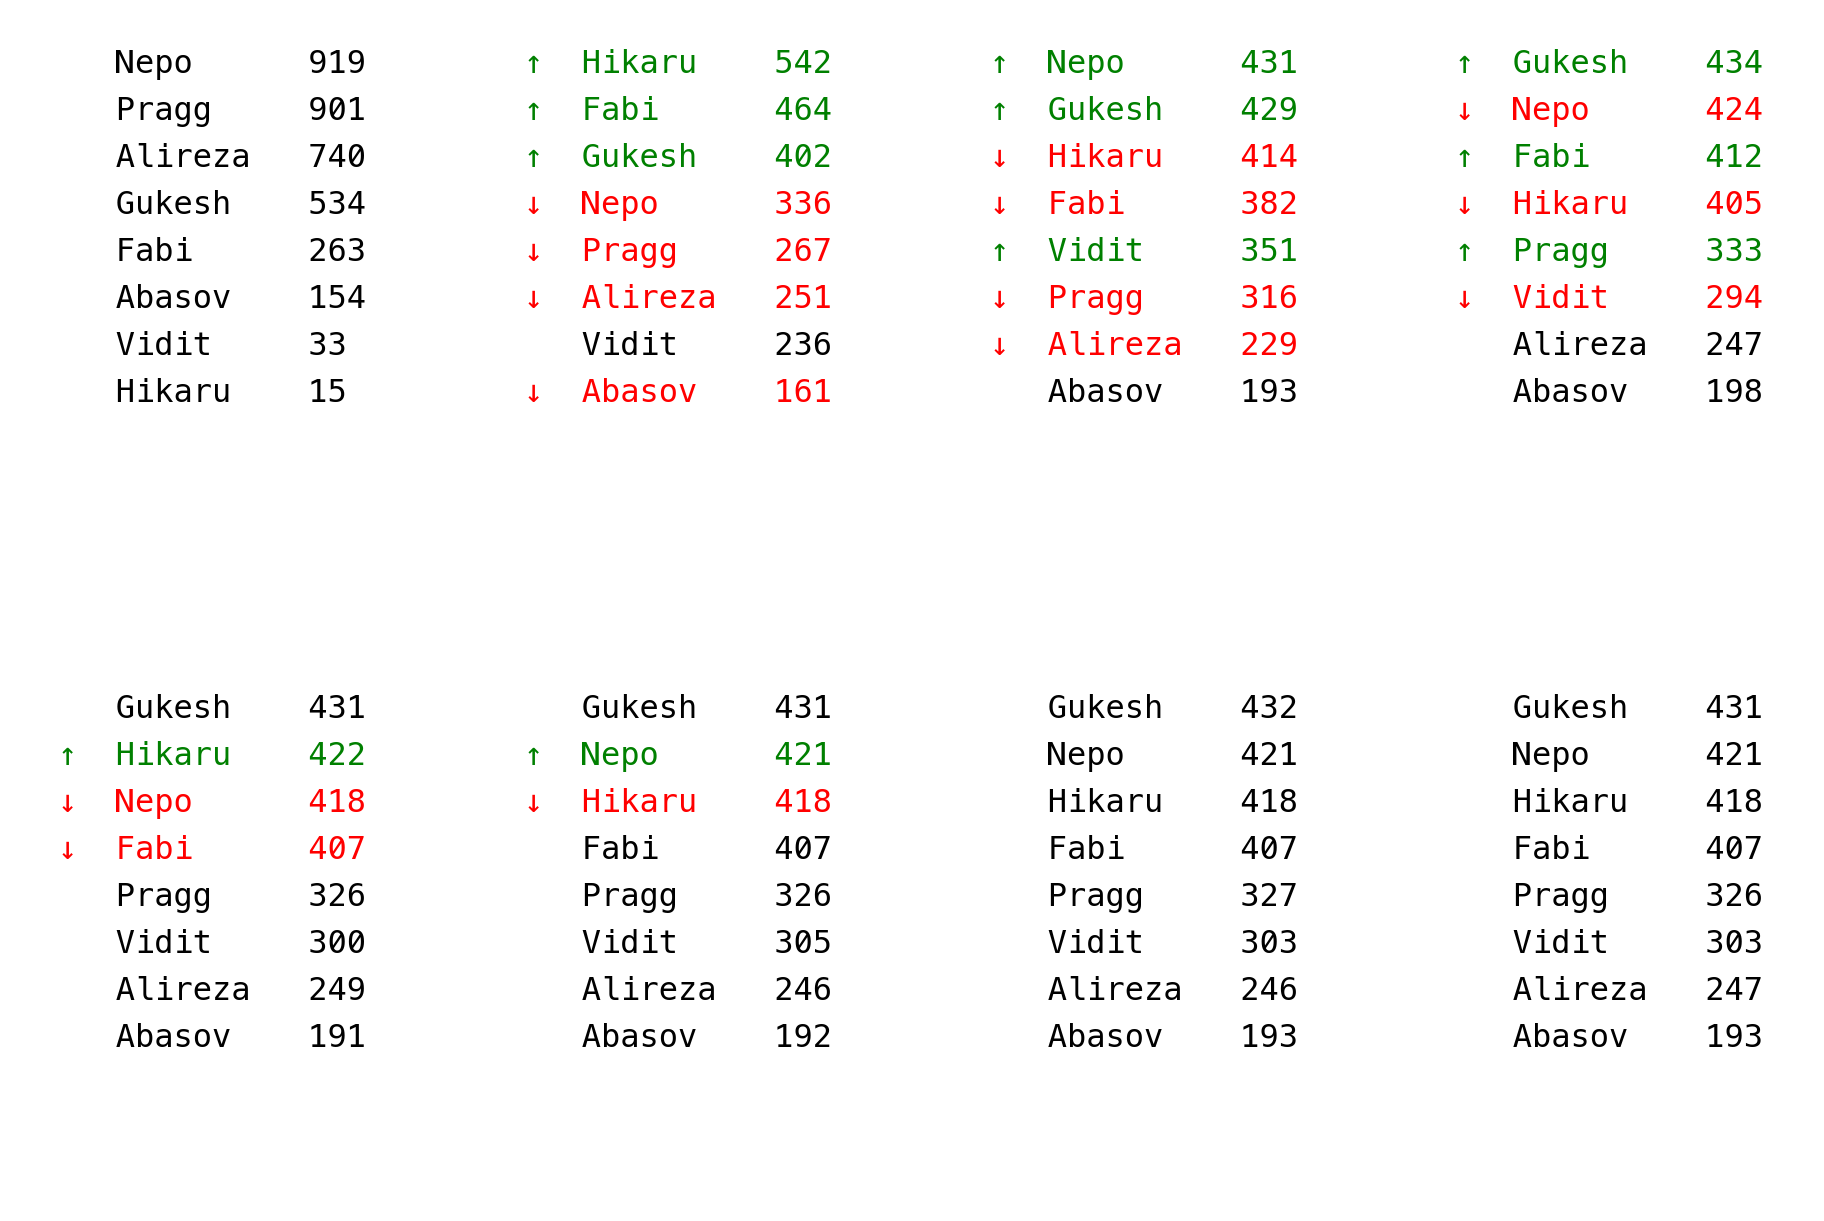 Nepo 919
Pragg 901
Alireza 740
Gukesh 534
Fabi 263
Abasov 154
Vidit 33
Hikaru 15
↑ Hikaru 542
↑ Fabi 464
↑ Gukesh 402
↓ Nepo 336
↓ Pragg 267
↓ Alireza 251
Vidit 236
↓ Abasov 161
↑ Nepo 431
↑ Gukesh 429
↓ Hikaru 414
↓ Fabi 382
↑ Vidit 351
↓ Pragg 316
↓ Alireza 229
Abasov 193
↑ Gukesh 434
↓ Nepo 424
↑ Fabi 412
↓ Hikaru 405
↑ Pragg 333
↓ Vidit 294
Alireza 247
Abasov 198
Gukesh 431
↑ Hikaru 422
↓ Nepo 418
↓ Fabi 407
Pragg 326
Vidit 300
Alireza 249
Abasov 191
Gukesh 431
↑ Nepo 421
↓ Hikaru 418
Fabi 407
Pragg 326
Vidit 305
Alireza 246
Abasov 192
Gukesh 432
Nepo 421
Hikaru 418
Fabi 407
Pragg 327
Vidit 303
Alireza 246
Abasov 193
Gukesh 431
Nepo 421
Hikaru 418
Fabi 407
Pragg 326
Vidit 303
Alireza 247
Abasov 193